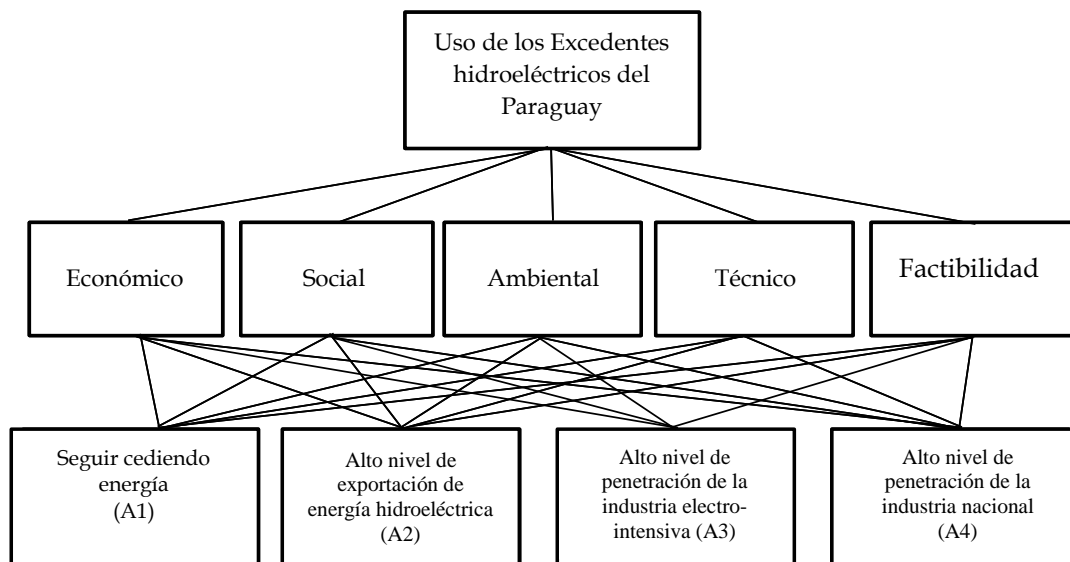 Uso de los Excedentes
hidroeléctricos del
Paraguay
Económico
Social
Ambiental
Técnico
Factibilidad
Seguir cediendo
energía
(A1)
Alto nivel de
exportación de
energía hidroeléctrica
(A2)
Alto nivel de
penetración de la
industria electro-
intensiva (A3)
Alto nivel de
penetración de la
industria nacional
(A4)